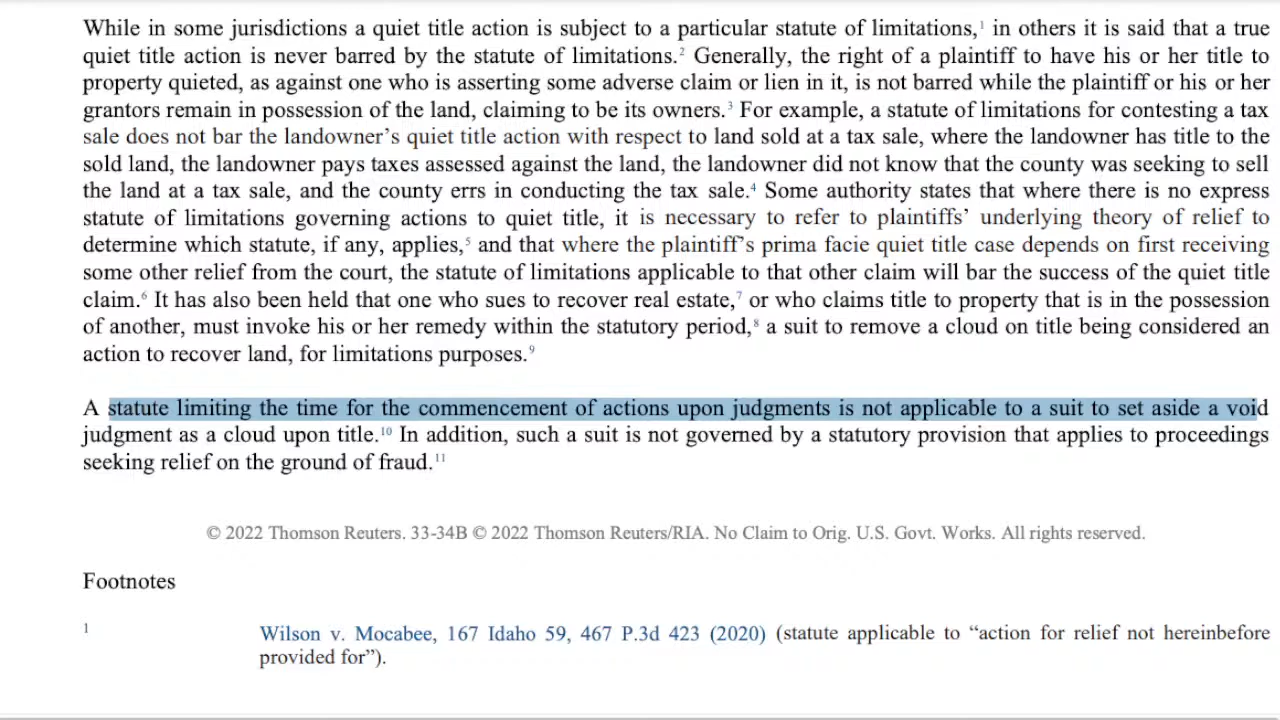 While in some jurisdictions a quiet title action is subject to a particular statute of limitations,1 in others it is said that a true
quiet title action is never barred by the statute of limitations.2 Generally, the right of a plaintiff to have his or her title to
property quieted, as against one who is asserting some adverse claim or lien in it, is not barred while the plaintiff or his or her
grantors remain in possession of the land, claiming to be its owners.3 For example, a statute of limitations for contesting a tax
sale does not bar the landowner’s quiet title action with respect to land sold at a tax sale, where the landowner has title to the
sold land, the landowner pays taxes assessed against the land, the landowner did not know that the county was seeking to sell
the land at a tax sale, and the county errs in conducting the tax sale.4 Some authority states that where there is no express
statute of limitations governing actions to quiet title, it is necessary to refer to plaintiffs’ underlying theory of relief to
determine which statute, if any, applies,5 and that where the plaintiff’s prima facie quiet title case depends on first receiving
some other relief from the court, the statute of limitations applicable to that other claim will bar the success of the quiet title
claim.6 It has also been held that one who sues to recover real estate,7 or who claims title to property that is in the possession
of another, must invoke his or her remedy within the statutory period,8 a suit to remove a cloud on title being considered an
action to recover land, for limitations purposes.9
A statute limiting the time for the commencement of actions upon judgments is not applicable to a suit to set aside a void
judgment as a cloud upon title.10 In addition, such a suit is not governed by a statutory provision that applies to proceedings
seeking relief on the ground of fraud.11
© 2022 Thomson Reuters. 33-34B © 2022 Thomson Reuters/RIA. No Claim to Orig. U.S. Govt. Works. All rights reserved.
Footnotes
1 Wilson v. Mocabee, 167 Idaho 59, 467 P.3d 423 (2020) (statute applicable to “action for relief not hereinbefore
provided for”).